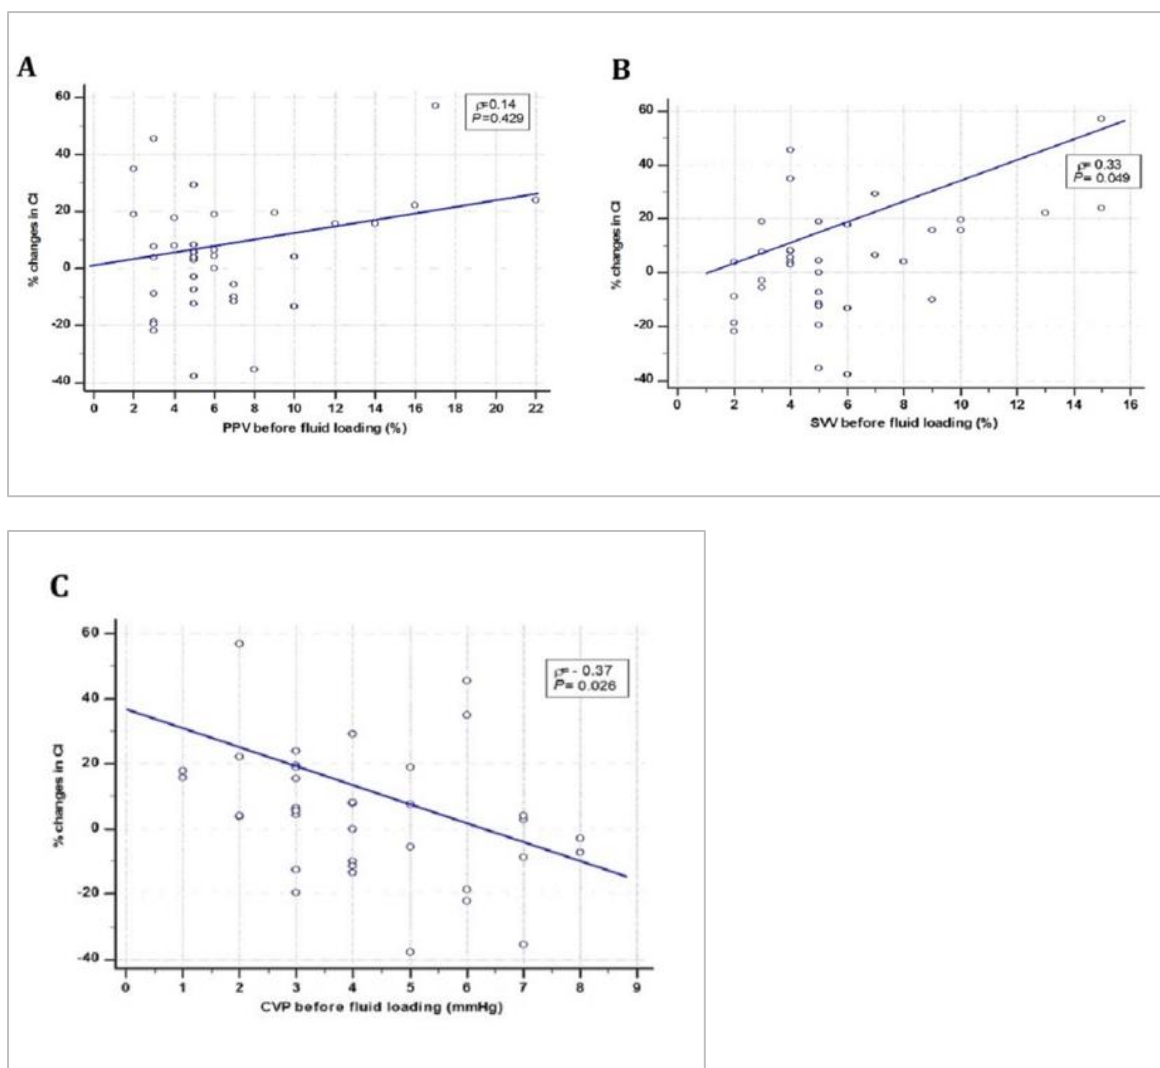 A
60
40
20
0
-20
-40
% changes in CI
ρ=0.14
P=0.429
0 2 4 6 8 10 12 14 16 18 20 22
PPV before fluid loading (%)
B
60
40
20
0
-20
-40
% changes in CI
ρ= 0.33
P= 0.049
0 2 4 6 8 10 12 14 16
SVV before fluid loading (%)
C
60
40
20
0
-20
-40
% changes in CI
ρ= - 0.37
P= 0.026
0 1 2 3 4 5 6 7 8 9
CVP before fluid loading (mmHg)